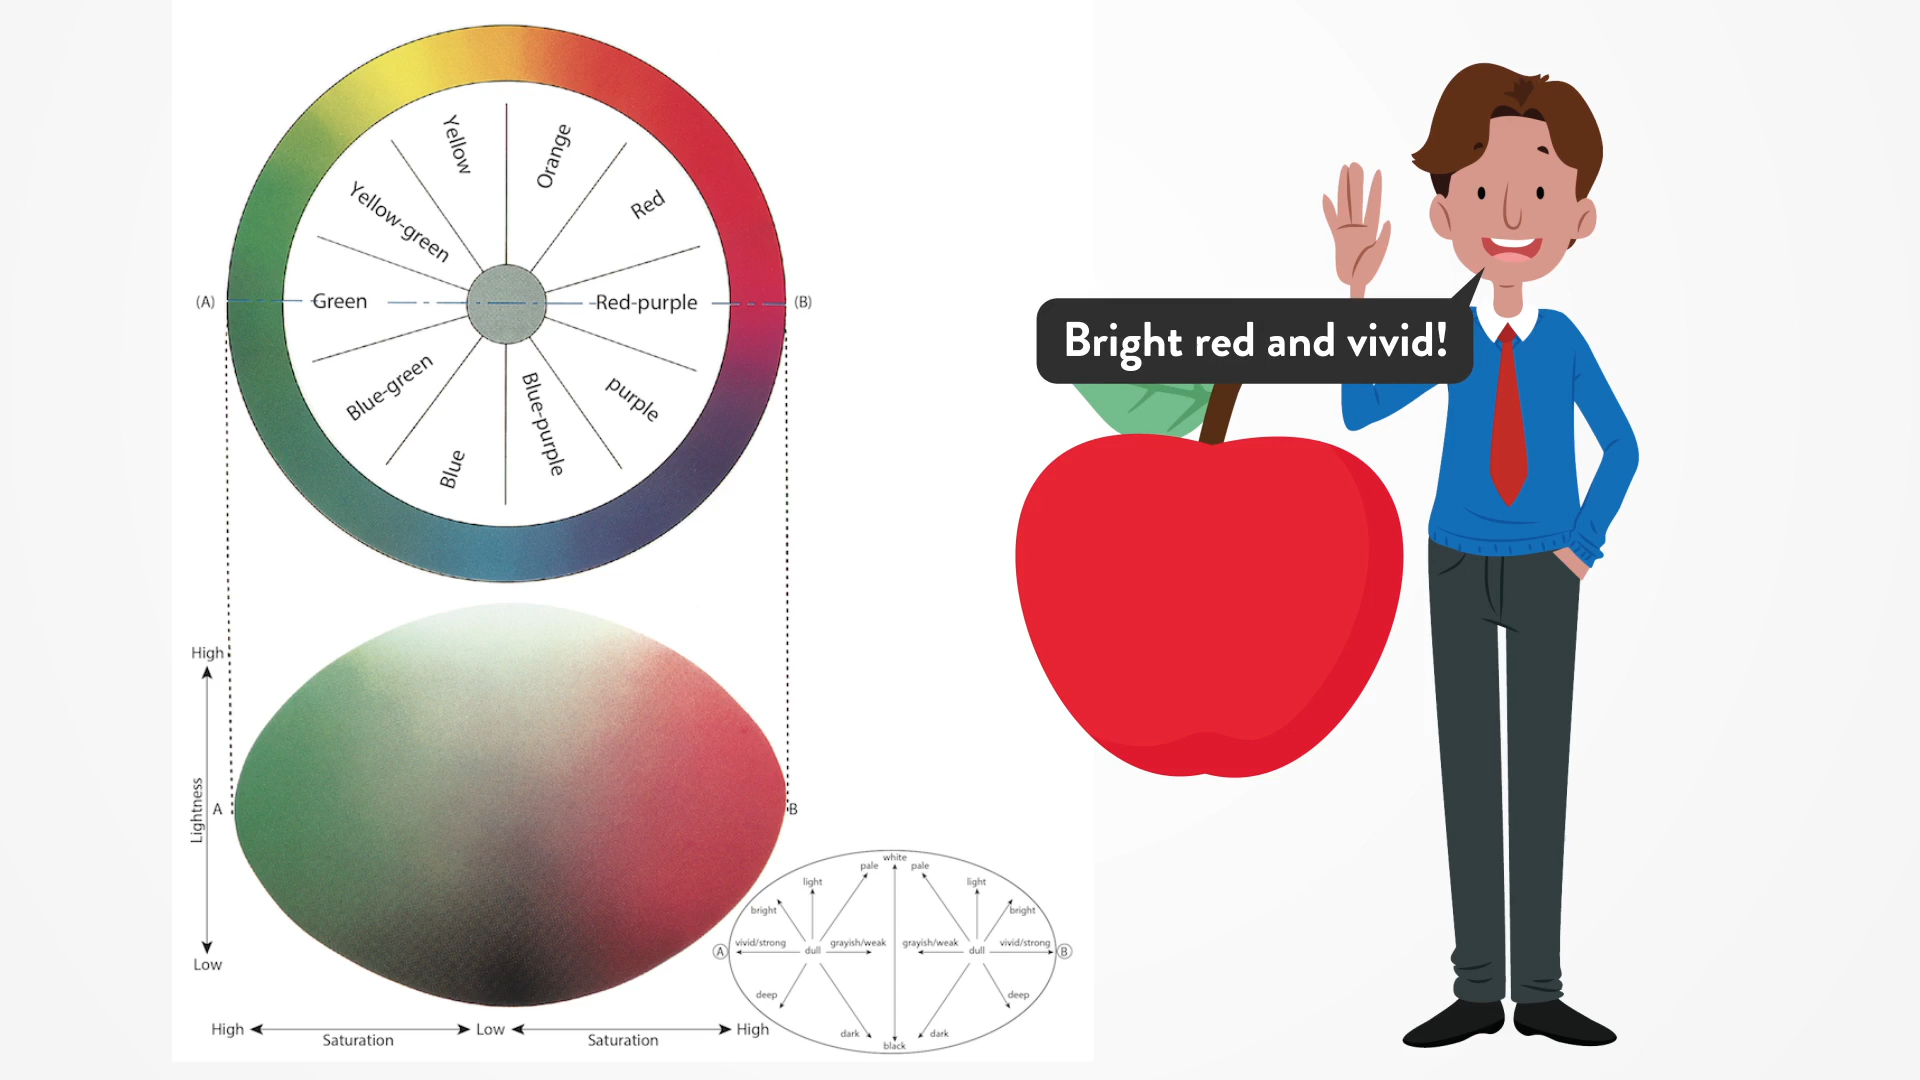 Yellow
Orange
Yellow-green
Red
(A)
Green
Red-purple
(B)
Blue-green
purple
Blue
Blue-purple
Bright red and vivid!
High
Lightness
A
B
Low
High
Saturation
Low
Saturation
High
white
pale
pale
light
light
bright
bright
vivid/strong
grayish/weak
grayish/weak
vivid/strong
A
dull
dull
B
deep
deep
dark
dark
black